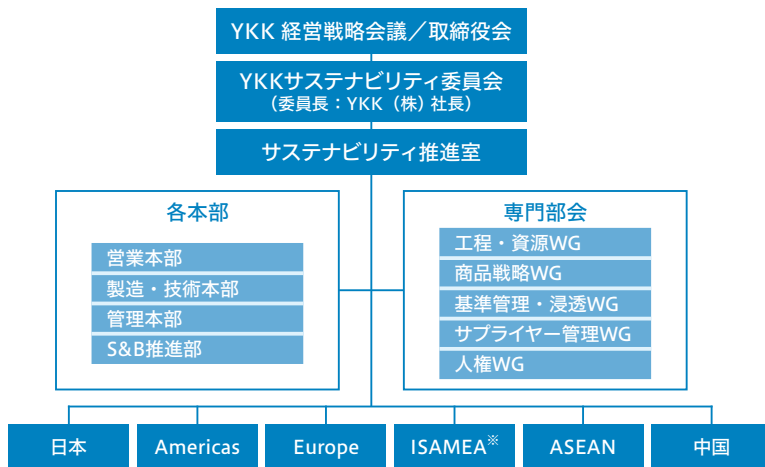 YKK 経営戦略会議／取締役会
YKKサステナビリティ委員会
（委員長：YKK（株）社長）
サステナビリティ推進室
各本部
営業本部
製造・技術本部
管理本部
S&B推進部
専門部会
工程・資源WG
商品戦略WG
基準管理・浸透WG
サプライヤー管理WG
人権WG
日本
Americas
Europe
ISAMEA※
ASEAN
中国